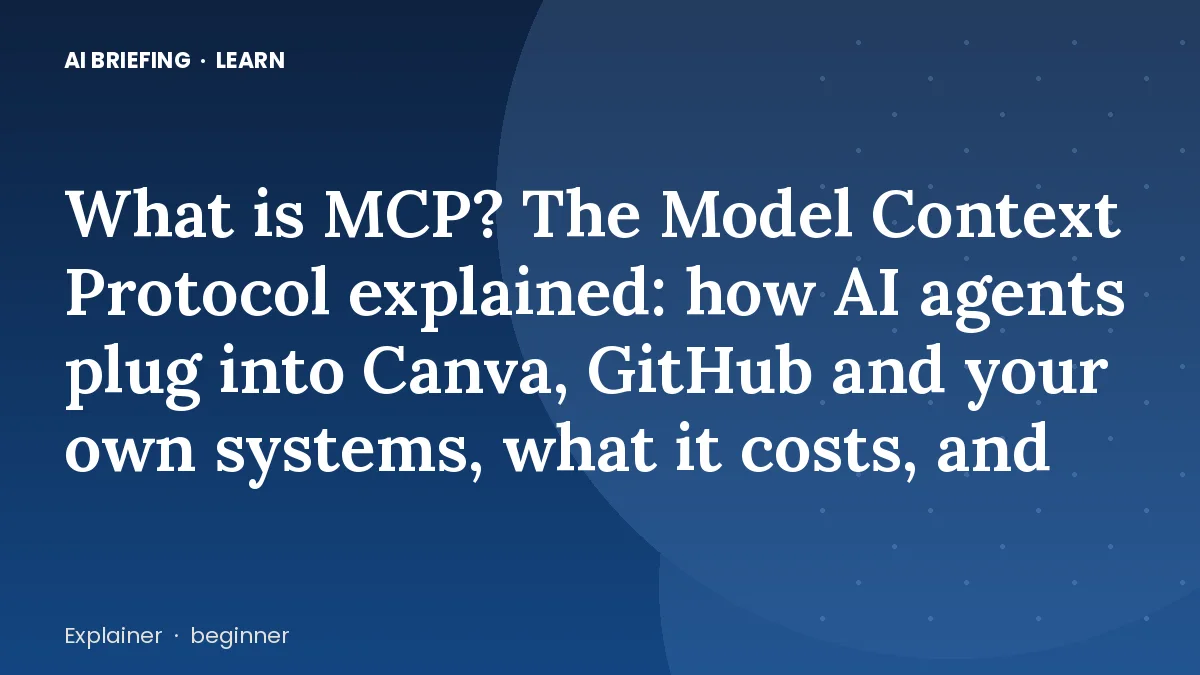 AI BRIEFING · LEARN
What is MCP? The Model Context
Protocol explained: how AI agents
plug into Canva, GitHub and your
own systems, what it costs, and
Explainer · beginner